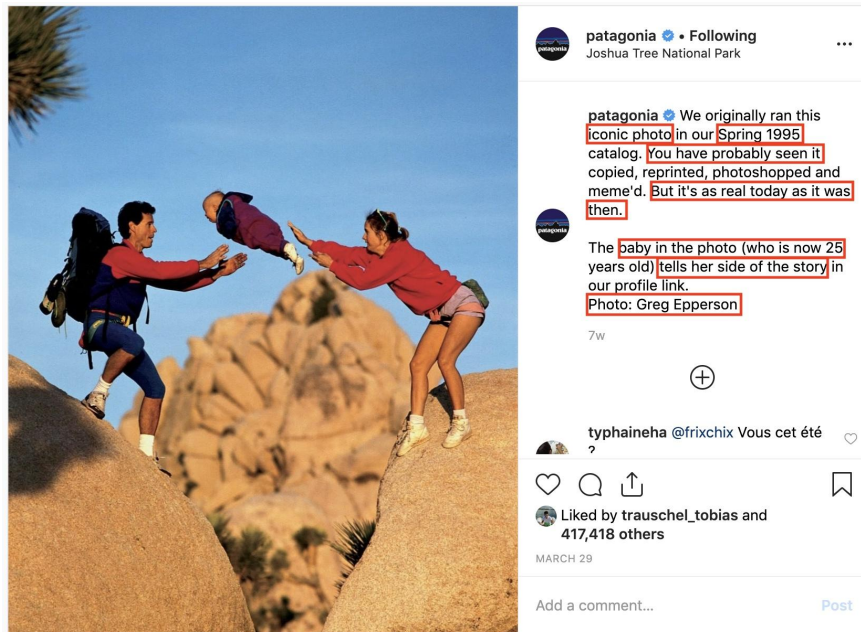 patagonia • Following
Joshua Tree National Park
patagonia
patagonia We originally ran this
iconic photo in our Spring 1995
catalog. You have probably seen it
copied, reprinted, photoshopped and
meme'd. But it's as real today as it was
then.
patagonia
The baby in the photo (who is now 25
years old) tells her side of the story in
our profile link.
Photo: Greg Epperson
7w
typhaineha @frixchix Vous cet été
?
Liked by trauschel_tobias and
417,418 others
MARCH 29
Add a comment... Post